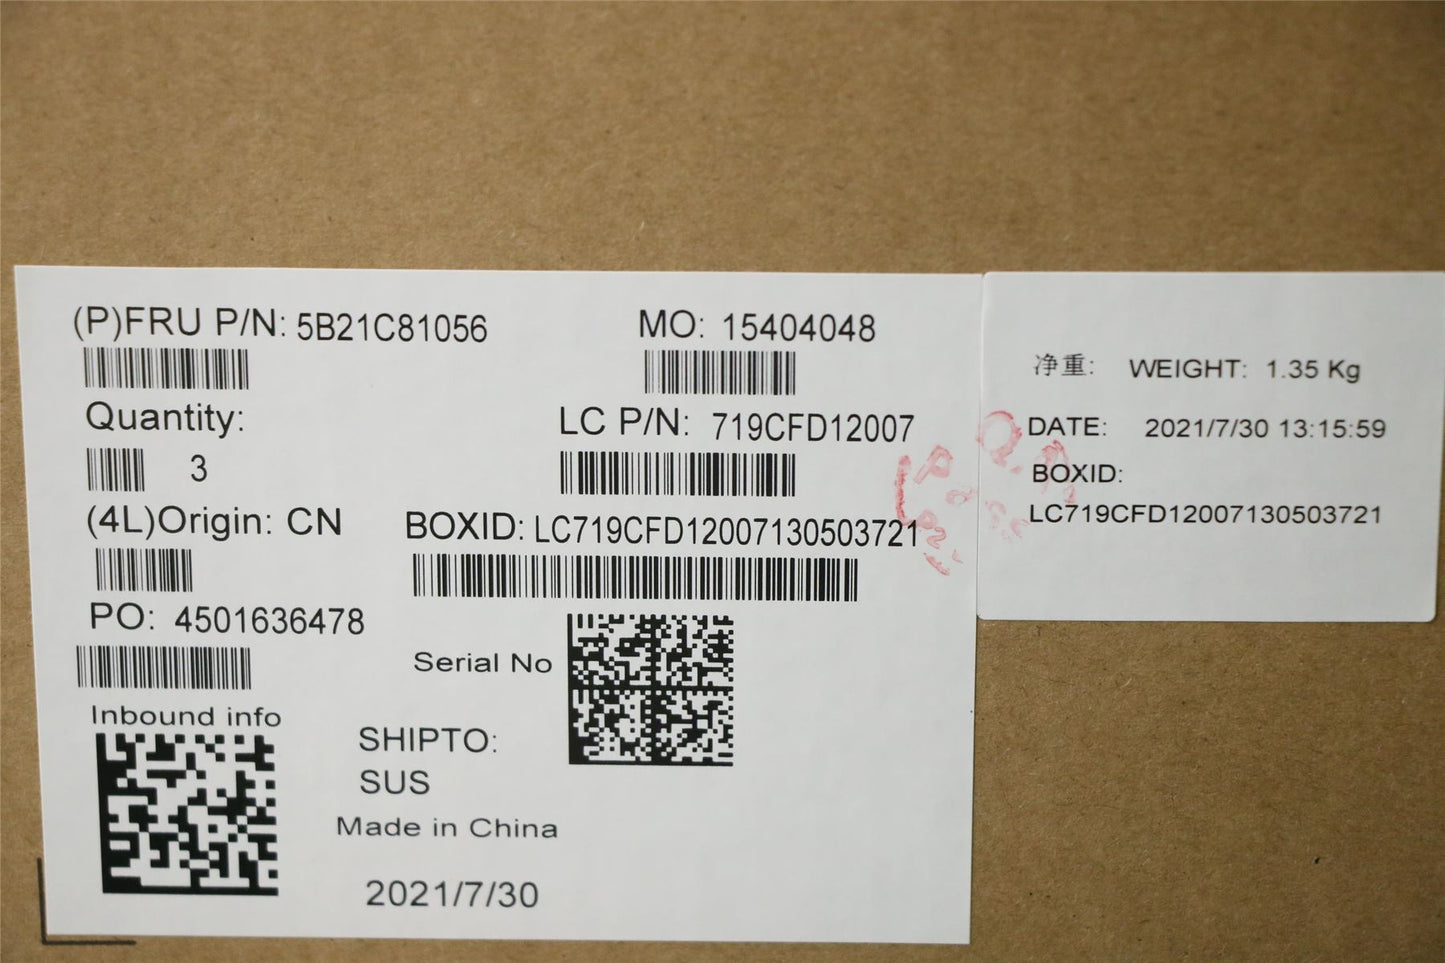 (P)FRU P/N: 5B21C81056
MO: 15404048
Quantity:
3
LC P/N: 719CFD12007
(4L)Origin: CN
BOXID: LC719CFD12007130503721
PO: 4501636478
Serial No
Inbound info
SHIPTO:
SUS
Made in China
2021/7/30
净重: WEIGHT: 1.35 Kg
DATE: 2021/7/30 13:15:59
BOXID:
LC719CFD12007130503721